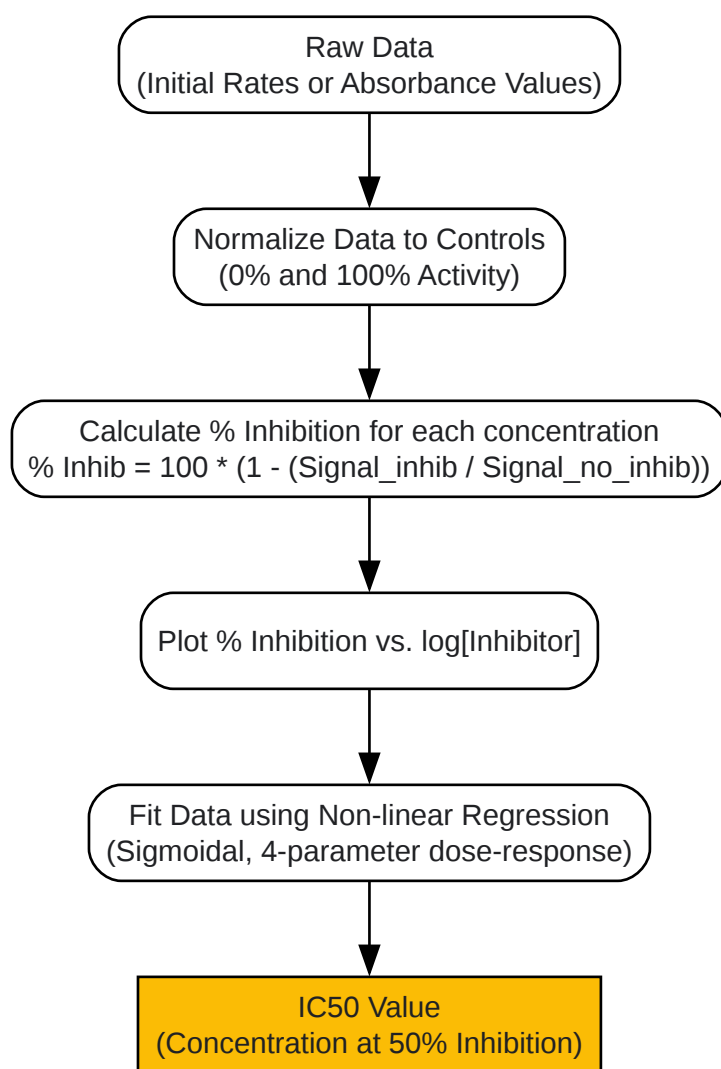 Raw Data
(Initial Rates or Absorbance Values)
Normalize Data to Controls
(0% and 100% Activity)
Calculate % Inhibition for each concentration
% Inhib = 100 * (1 - (Signal_inhib / Signal_no_inhib))
Plot % Inhibition vs. log[Inhibitor]
Fit Data using Non-linear Regression
(Sigmoidal, 4-parameter dose-response)
IC50 Value
(Concentration at 50% Inhibition)